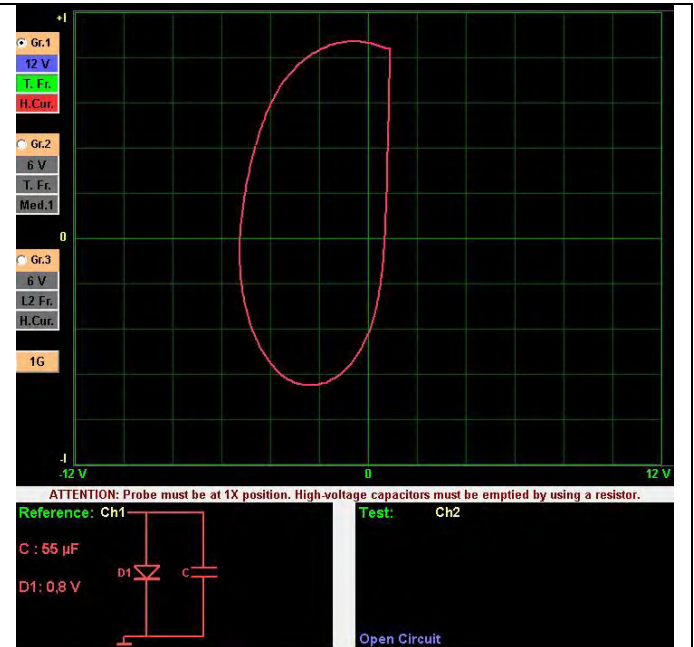 +I
Gr.1
12 V
T. Fr.
H.Cur.
Gr.2
6 V
T. Fr.
Med.1
0
Gr.3
6 V
L2 Fr.
H.Cur.
1G
-I
-12 V
0
12 V
ATTENTION: Probe must be at 1X position. High-voltage capacitors must be emptied by using a resistor.
Reference: Ch1
C : 55 µF
D1: 0,8 V
D1
C
Test: Ch2
Open Circuit